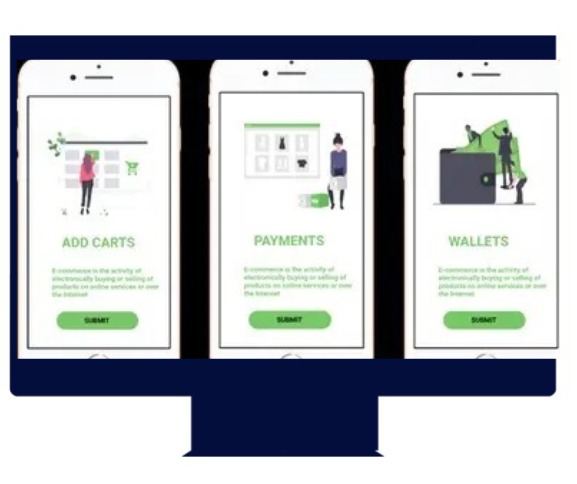 ADD CARTS
E-commerce is the activity of
electronically buying or selling of
products on online services or over
the Internet
SUBMIT
PAYMENTS
E-commerce is the activity of
electronically buying or selling of
products on online services or over
the Internet
SUBMIT
WALLETS
E-commerce is the activity of
electronically buying or selling of
products on online services or over
the Internet
SUBMIT